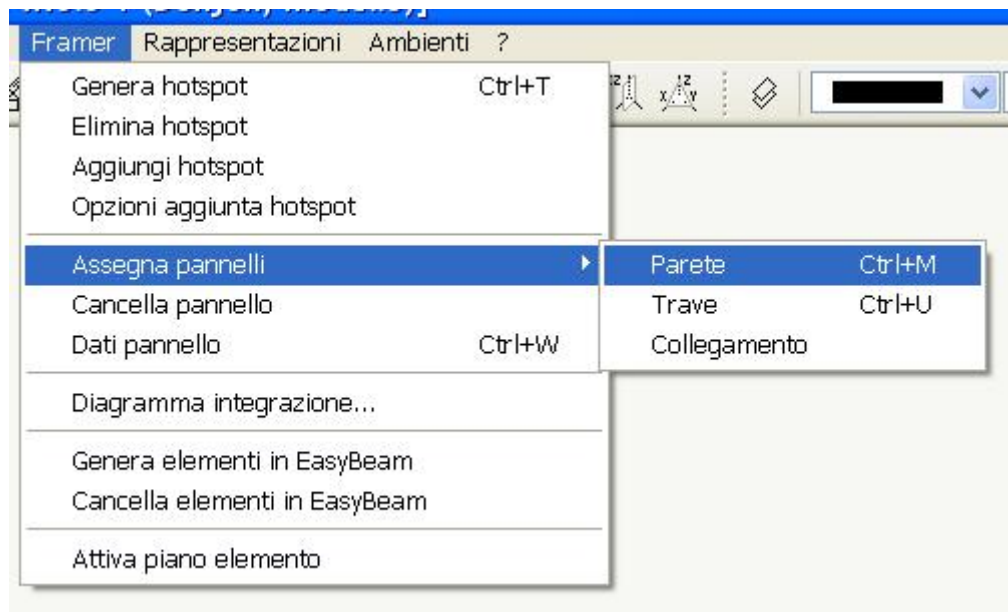 Framer Rappresentazioni Ambienti ?
Genera hotspot Ctrl+T
Elimina hotspot
Aggiungi hotspot
Opzioni aggiunta hotspot
Assegna pannelli
Parete Ctrl+M
Cancella pannello
Trave Ctrl+U
Dati pannello Ctrl+W
Collegamento
Diagramma integrazione...
Genera elementi in EasyBeam
Cancella elementi in EasyBeam
Attiva piano elemento